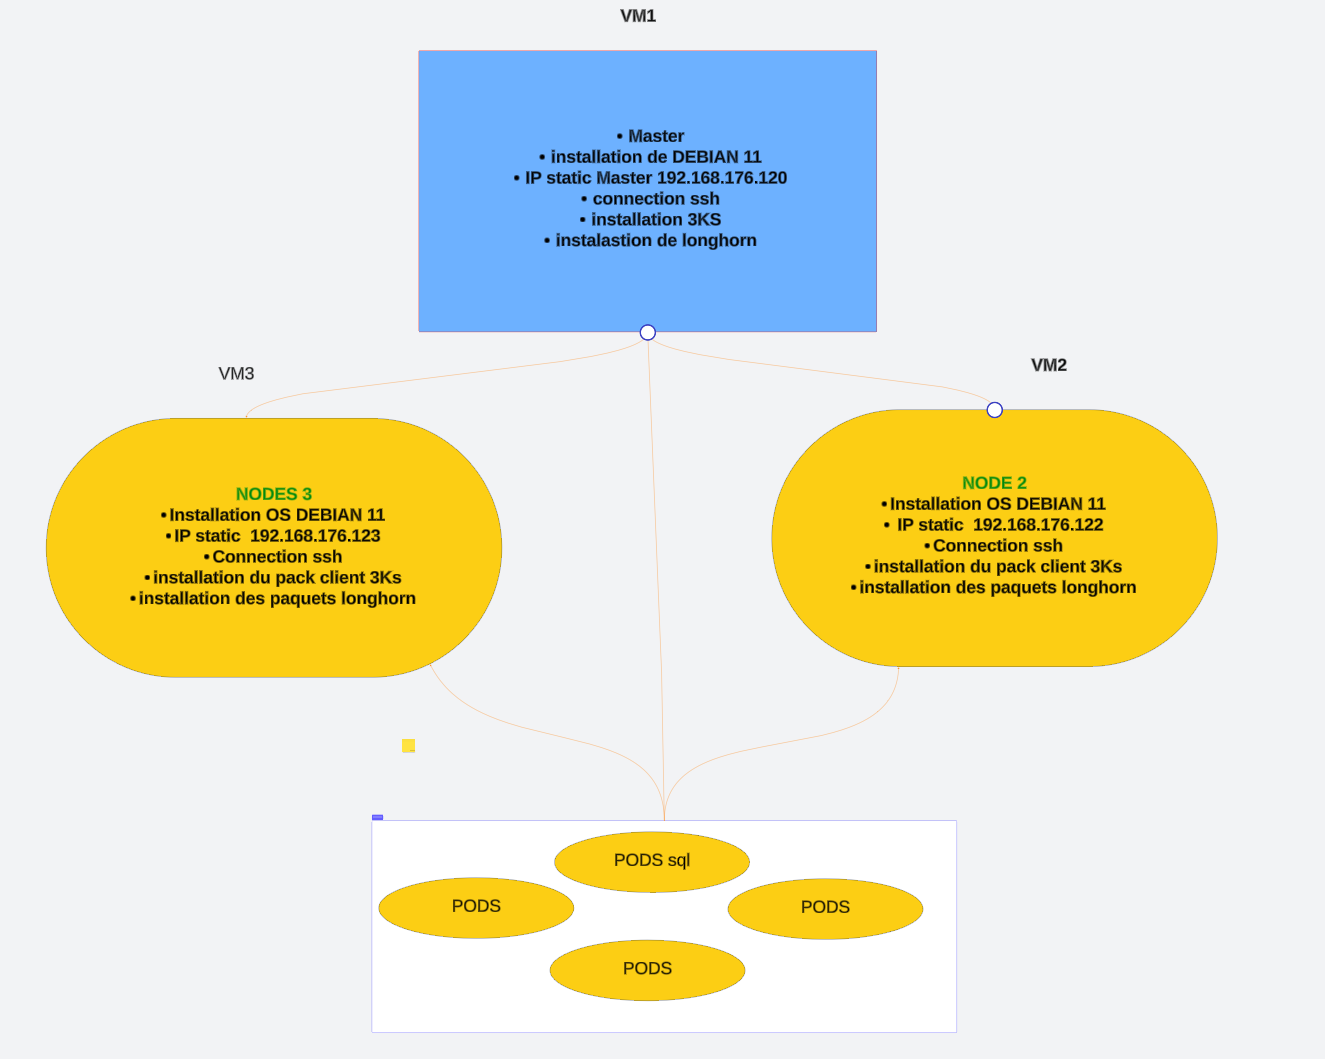 VM1
• Master
• installation de DEBIAN 11
• IP static Master 192.168.176.120
• connection ssh
• installation 3KS
• instalastion de longhorn
VM3
VM2
NODES 3
• Installation OS DEBIAN 11
• IP static  192.168.176.123
• Connection ssh
• installation du pack client 3Ks
• installation des paquets longhorn
NODE 2
• Installation OS DEBIAN 11
• IP static  192.168.176.122
• Connection ssh
• installation du pack client 3Ks
• installation des paquets longhorn
PODS sql
PODS
PODS
PODS